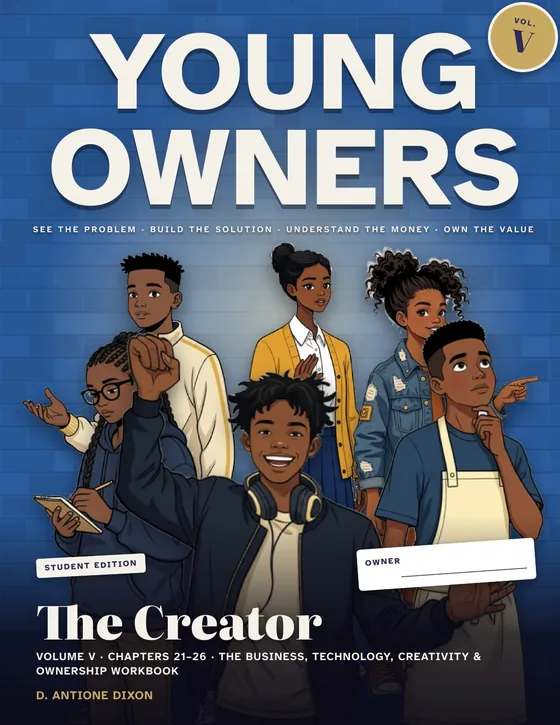 VOL.
V
YOUNG
OWNERS
SEE THE PROBLEM · BUILD THE SOLUTION · UNDERSTAND THE MONEY · OWN THE VALUE
STUDENT EDITION
OWNER
The Creator
VOLUME V · CHAPTERS 21–26 · THE BUSINESS, TECHNOLOGY, CREATIVITY &
OWNERSHIP WORKBOOK
D. ANTIONE DIXON